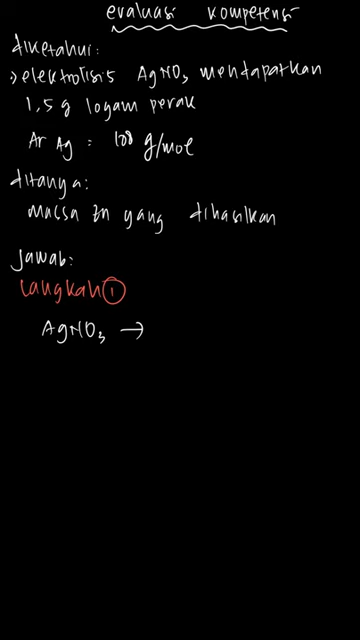 evaluasi kompetensi
diketahui:
→ elektrolisis AgNO₃ mendapatkan
1,5 g logam perak
Ar Ag = 108 g/mol
ditanya:
massa Zn yang dihasilkan
jawab:
langkah ①
AgNO₃ →